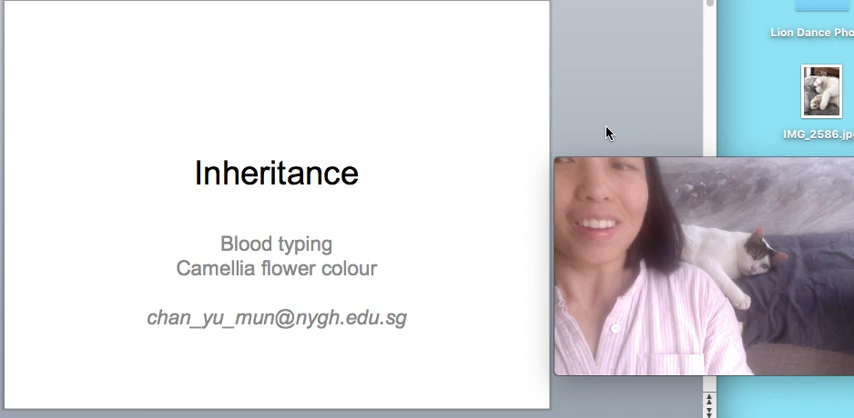 Inheritance
Blood typing
Camellia flower colour
chan_yu_mun@nygh.edu.sg
Lion Dance Pho
IMG_2586.jp